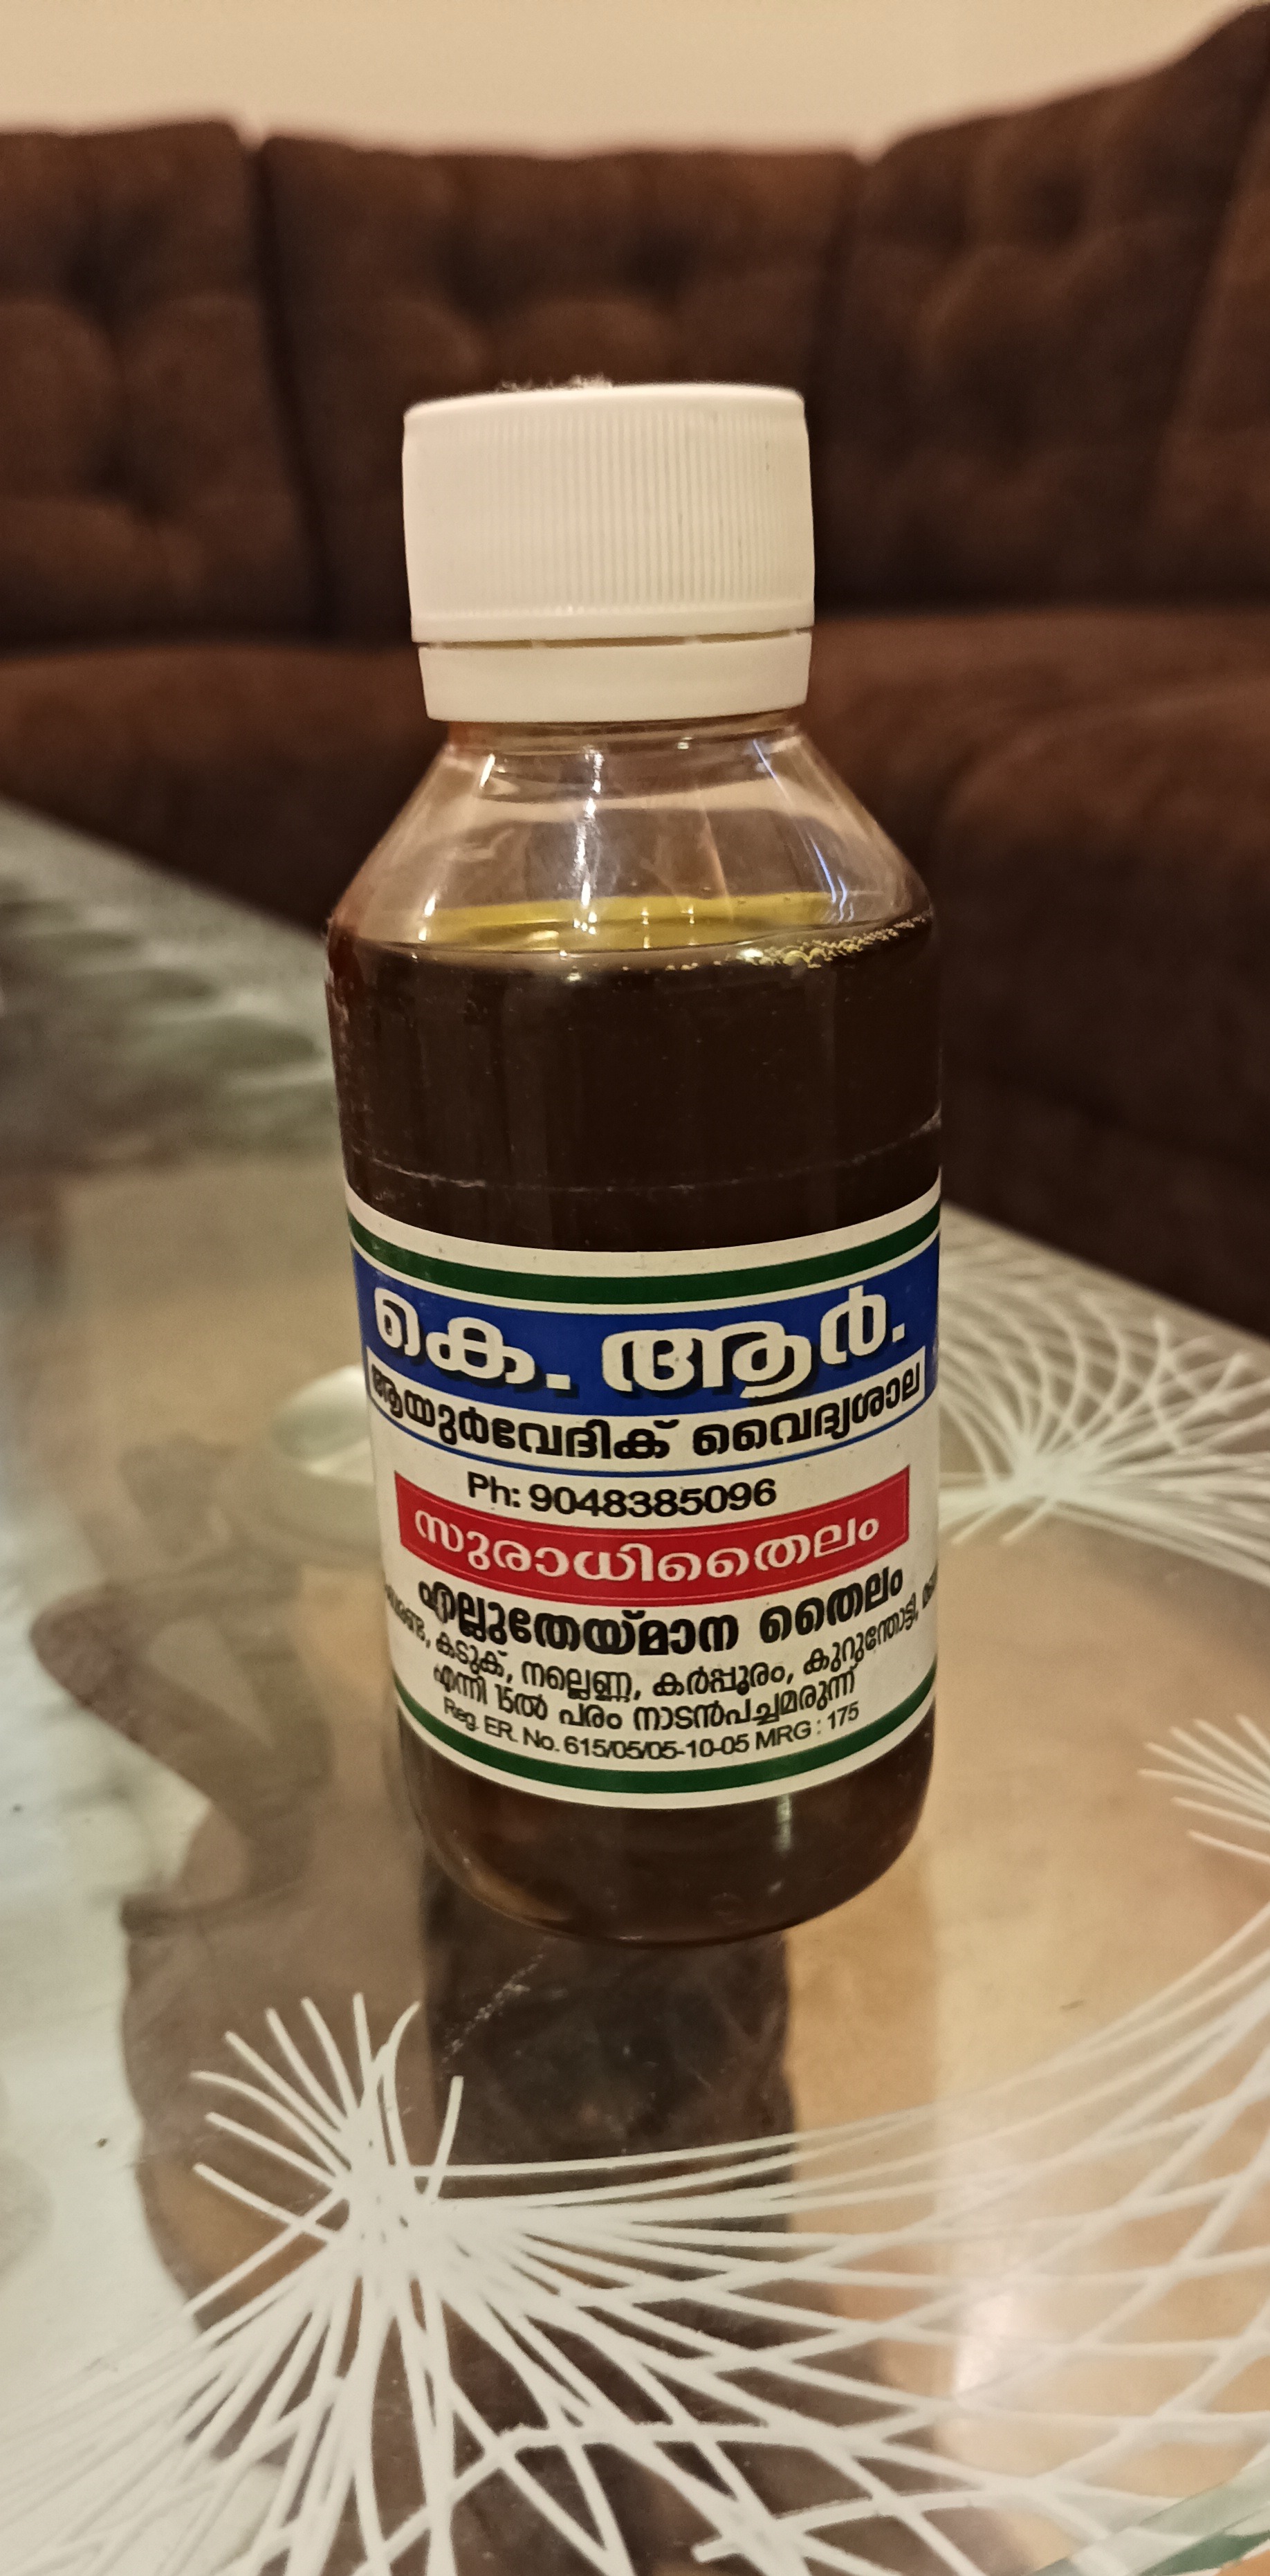 കെ. ആർ.
ആയുർവേദിക് വൈദ്യശാല
Ph: 9048385096
സുരാധിതൈലം
എല്ലുതേയ്മാന തൈലം
കടുക്, നല്ലെണ്ണ, കർപ്പൂരം, കുറുന്തോട്ടി,
എന്നി 15ൽ പരം നാടൻപച്ചമരുന്ന്
Reg. ER. No. 615/05/05-10-05 MRG : 175